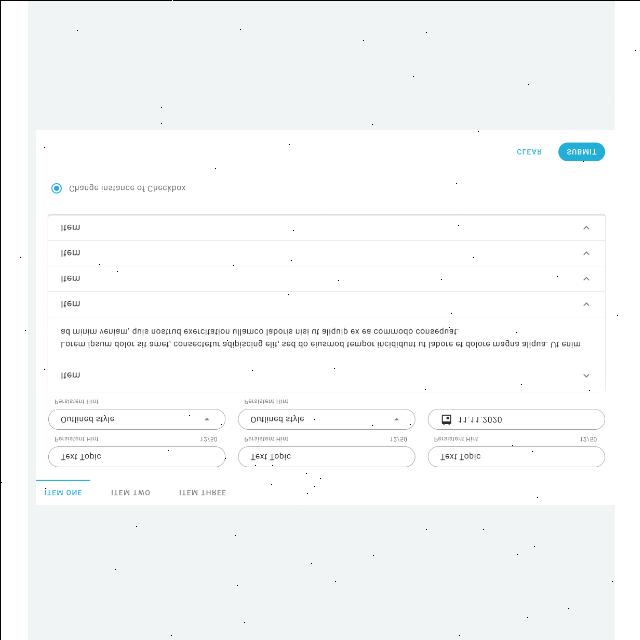 ITEM ONE ITEM TWO ITEM THREE
Text Topic Text Topic Text Topic
Persistent Hint 12/50 Persistent Hint 12/50 Persistent Hint 12/50
Outlined style Outlined style 11.11.2020
Persistent Hint Persistent Hint
Item
Lorem ipsum dolor sit amet, consectetur adipiscing elit, sed do eiusmod tempor incididunt ut labore et dolore magna aliqua. Ut enim
ad minim veniam, quis nostrud exercitation ullamco laboris nisi ut aliquip ex ea commodo consequat.
Item
Item
Item
Item
Change instance of Checkbox
CLEAR SUBMIT